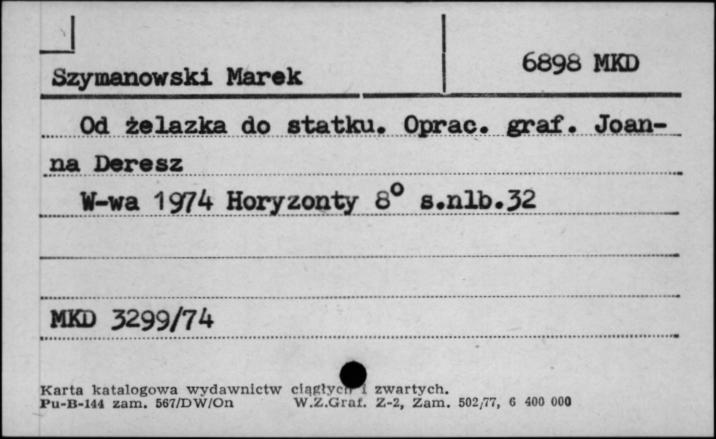 Szymanowski Marek
6898 MKD
Od żelazka do statku. Oprac. graf. Joan-
na Deresz
W-wa 1974 Horyzonty 8° s.nlb.32
MKD 3299/74
Karta katalogowa wydawnictw ciągłych i zwartych.
Pu-B-144 zam. 567/DW/On W.Z.Graf. Z-2, Zam. 502/77, 6 400 000